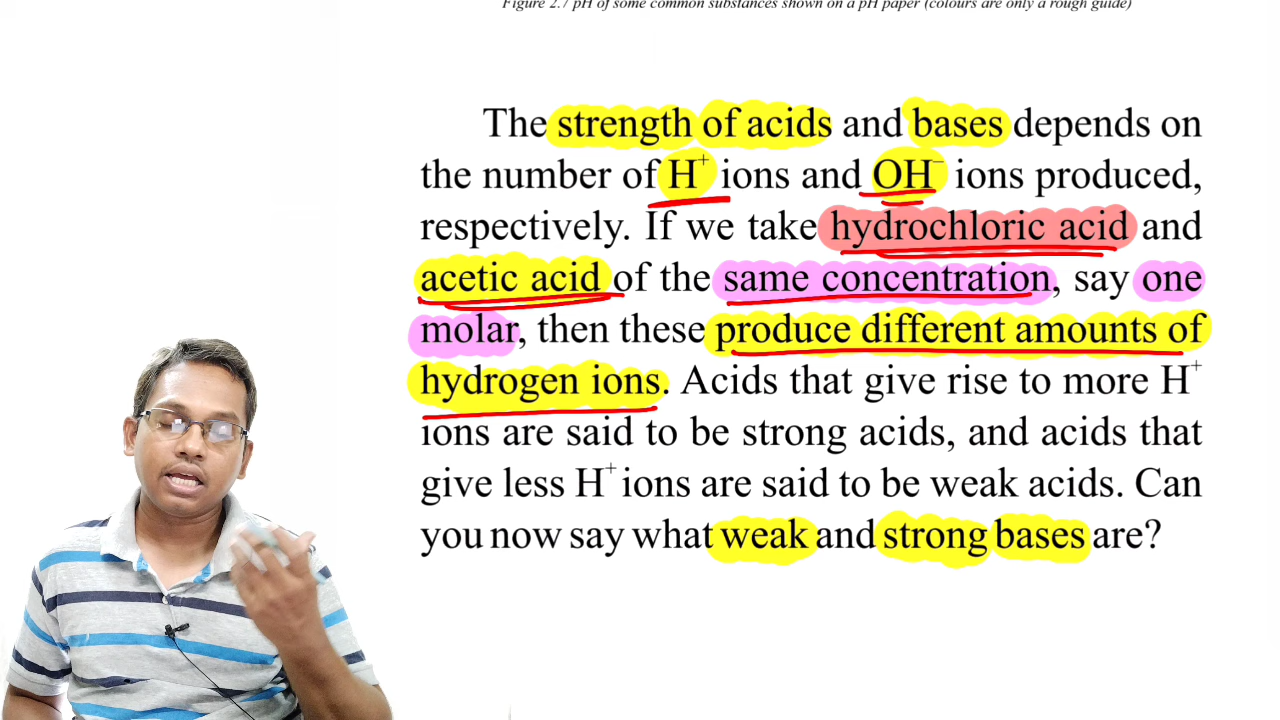 Figure 2.7 pH of some common substances shown on a pH paper (colours are only a rough guide)
The strength of acids and bases depends on
the number of H⁺ ions and OH⁻ ions produced,
respectively. If we take hydrochloric acid and
acetic acid of the same concentration, say one
molar, then these produce different amounts of
hydrogen ions. Acids that give rise to more H⁺
ions are said to be strong acids, and acids that
give less H⁺ ions are said to be weak acids. Can
you now say what weak and strong bases are?